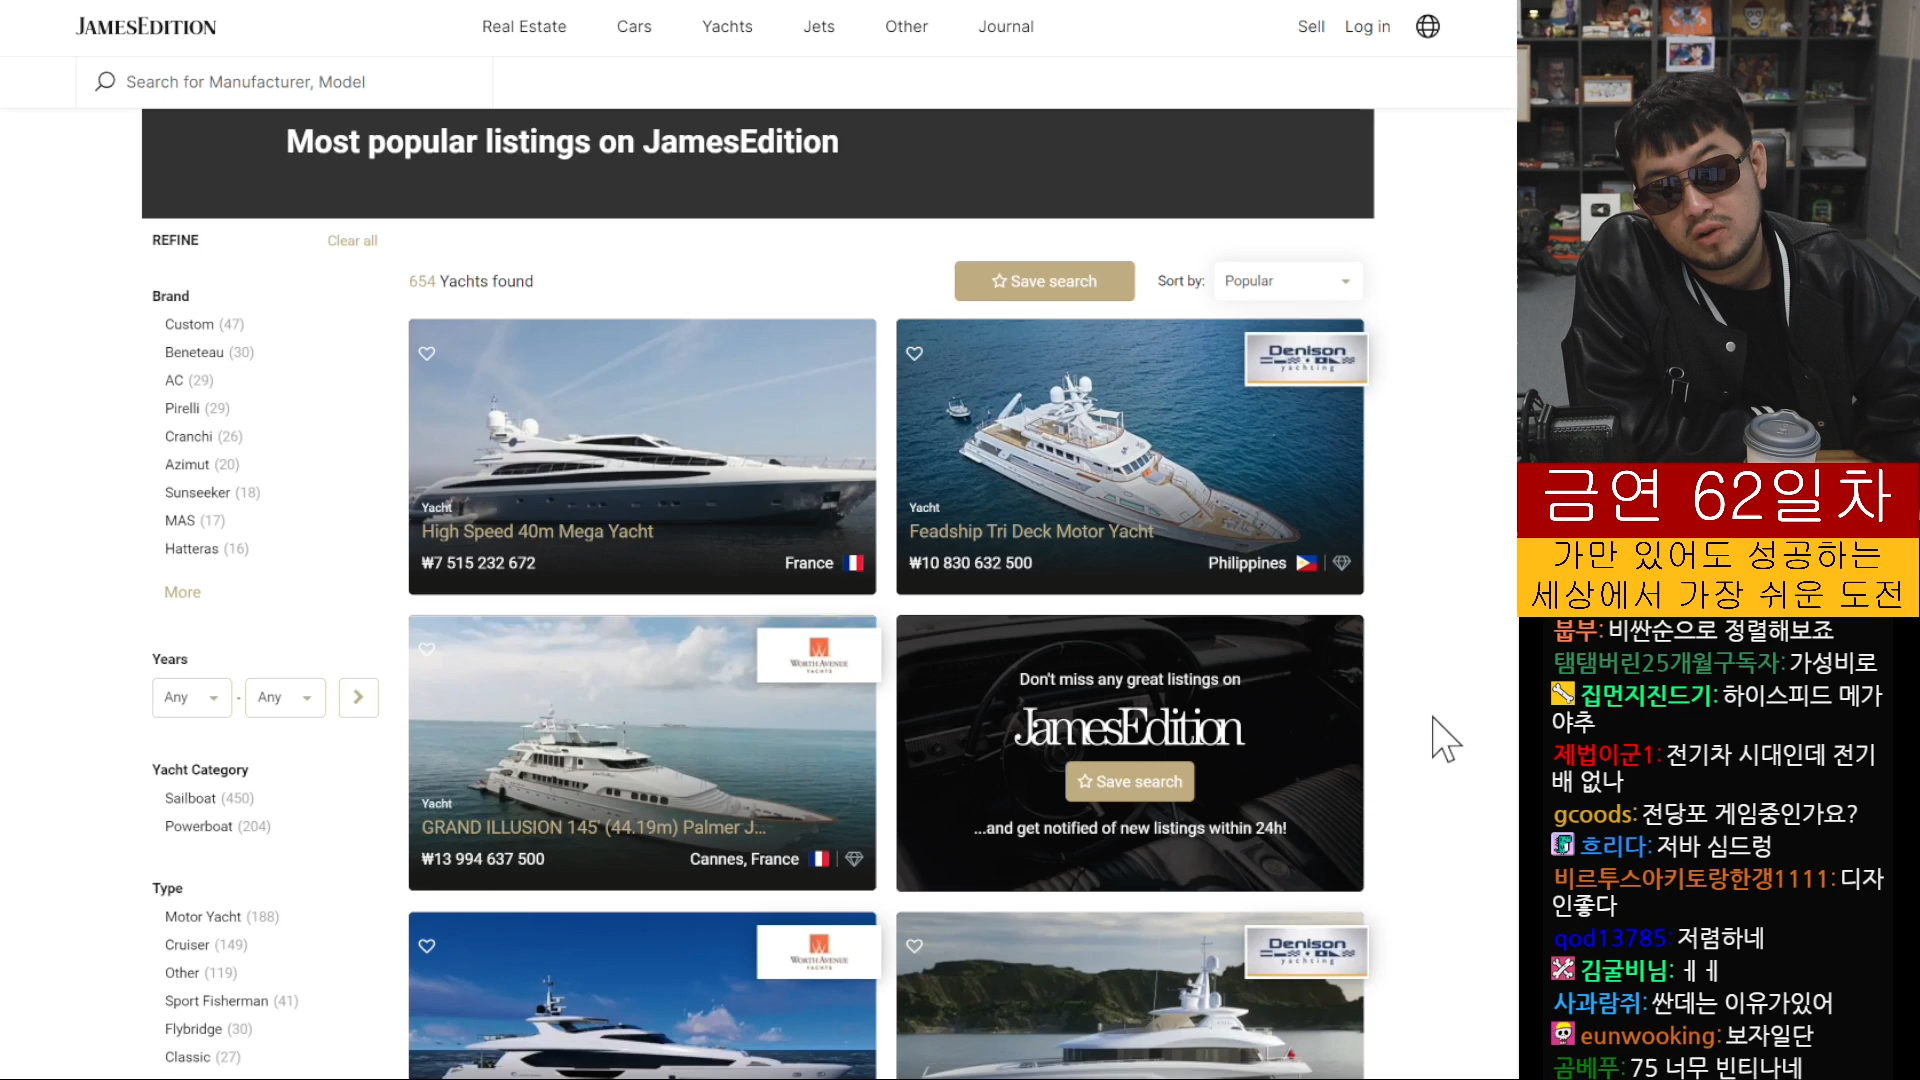 JAMESEDITION
Real Estate Cars Yachts Jets Other Journal
Sell Log in
Search for Manufacturer, Model
Most popular listings on JamesEdition
REFINE Clear all
654 Yachts found
Save search
Sort by: Popular
Brand
Custom (47)
Beneteau (30)
AC (29)
Pirelli (29)
Cranchi (26)
Azimut (20)
Sunseeker (18)
MAS (17)
Hatteras (16)
More
Years
Any - Any
Yacht Category
Sailboat (450)
Powerboat (204)
Type
Motor Yacht (188)
Cruiser (149)
Other (119)
Sport Fisherman (41)
Flybridge (30)
Classic (27)
Yacht
High Speed 40m Mega Yacht
₩7 515 232 672 France
Denison
yachting
Yacht
Feadship Tri Deck Motor Yacht
₩10 830 632 500 Philippines
WORTH AVENUE
YACHTS
Yacht
GRAND ILLUSION 145' (44.19m) Palmer J...
₩13 994 637 500 Cannes, France
Don't miss any great listings on
JamesEdition
Save search
...and get notified of new listings within 24h!
WORTH AVENUE
YACHTS
Denison
yachting
금연 62일차
가만 있어도 성공하는
세상에서 가장 쉬운 도전
붑부: 비싼순으로 정렬해보죠
탬탬버린25개월구독자: 가성비로
집먼지진드기: 하이스피드 메가
야추
제법이군1: 전기차 시대인데 전기
배 없나
gcoods: 전당포 게임중인가요?
흐리다: 저바 심드렁
비르투스아키토랑한갱1111: 디자
인좋다
qod13785: 저렴하네
김굴비님: ㅔㅔ
사과람쥐: 싼데는 이유가있어
eunwooking: 보자일단
곰베푸: 75 너무 빈티나네